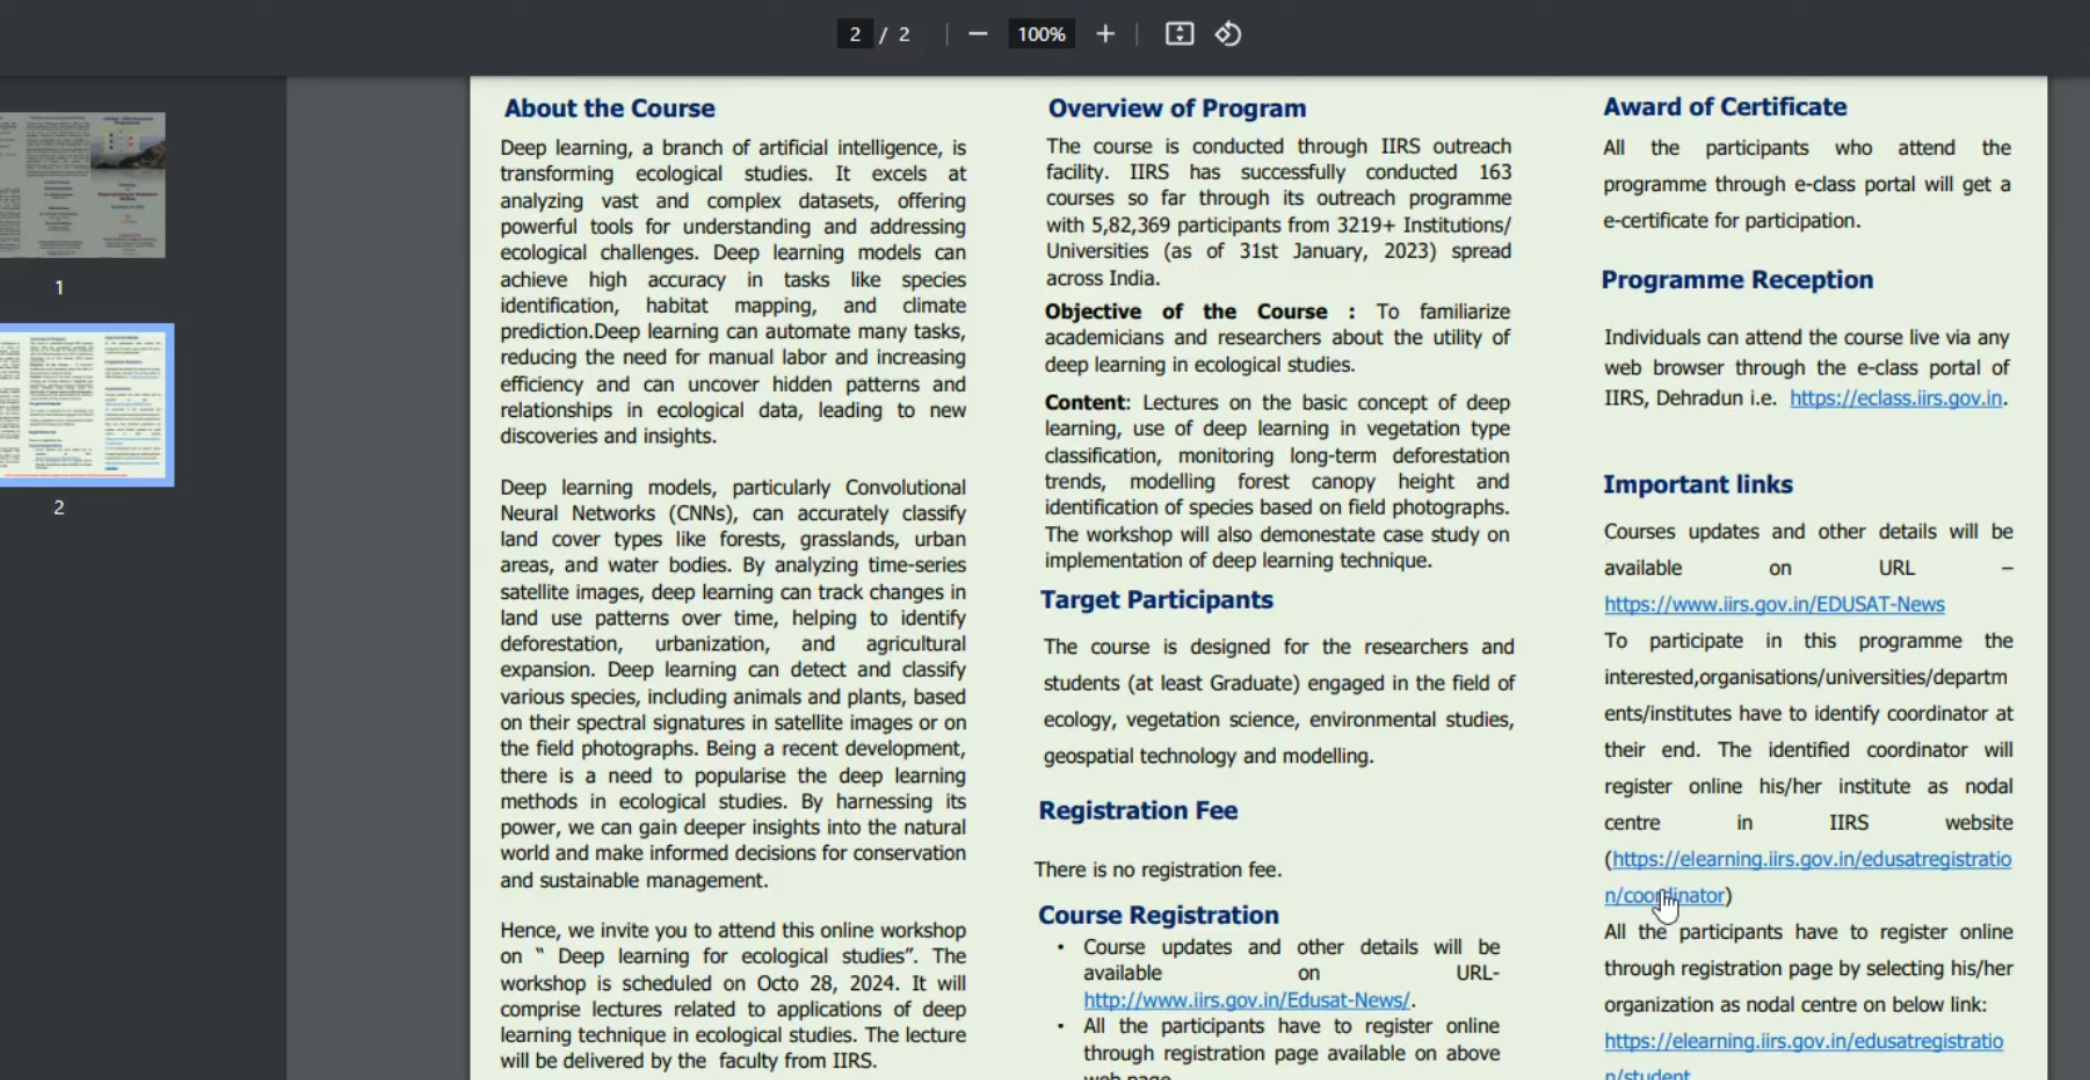 2 / 2 100%
1
2
About the Course
Deep learning, a branch of artificial intelligence, is
transforming ecological studies. It excels at
analyzing vast and complex datasets, offering
powerful tools for understanding and addressing
ecological challenges. Deep learning models can
achieve high accuracy in tasks like species
identification, habitat mapping, and climate
prediction.Deep learning can automate many tasks,
reducing the need for manual labor and increasing
efficiency and can uncover hidden patterns and
relationships in ecological data, leading to new
discoveries and insights.
Deep learning models, particularly Convolutional
Neural Networks (CNNs), can accurately classify
land cover types like forests, grasslands, urban
areas, and water bodies. By analyzing time-series
satellite images, deep learning can track changes in
land use patterns over time, helping to identify
deforestation, urbanization, and agricultural
expansion. Deep learning can detect and classify
various species, including animals and plants, based
on their spectral signatures in satellite images or on
the field photographs. Being a recent development,
there is a need to popularise the deep learning
methods in ecological studies. By harnessing its
power, we can gain deeper insights into the natural
world and make informed decisions for conservation
and sustainable management.
Hence, we invite you to attend this online workshop
on “ Deep learning for ecological studies”. The
workshop is scheduled on Octo 28, 2024. It will
comprise lectures related to applications of deep
learning technique in ecological studies. The lecture
will be delivered by the faculty from IIRS.
Overview of Program
The course is conducted through IIRS outreach
facility. IIRS has successfully conducted 163
courses so far through its outreach programme
with 5,82,369 participants from 3219+ Institutions/
Universities (as of 31st January, 2023) spread
across India.
Objective of the Course : To familiarize
academicians and researchers about the utility of
deep learning in ecological studies.
Content: Lectures on the basic concept of deep
learning, use of deep learning in vegetation type
classification, monitoring long-term deforestation
trends, modelling forest canopy height and
identification of species based on field photographs.
The workshop will also demonestate case study on
implementation of deep learning technique.
Target Participants
The course is designed for the researchers and
students (at least Graduate) engaged in the field of
ecology, vegetation science, environmental studies,
geospatial technology and modelling.
Registration Fee
There is no registration fee.
Course Registration
• Course updates and other details will be
available on URL-
http://www.iirs.gov.in/Edusat-News/.
• All the participants have to register online
through registration page available on above
web page
Award of Certificate
All the participants who attend the
programme through e-class portal will get a
e-certificate for participation.
Programme Reception
Individuals can attend the course live via any
web browser through the e-class portal of
IIRS, Dehradun i.e. https://eclass.iirs.gov.in.
Important links
Courses updates and other details will be
available on URL –
https://www.iirs.gov.in/EDUSAT-News
To participate in this programme the
interested,organisations/universities/departm
ents/institutes have to identify coordinator at
their end. The identified coordinator will
register online his/her institute as nodal
centre in IIRS website
(https://elearning.iirs.gov.in/edusatregistratio
n/coordinator)
All the participants have to register online
through registration page by selecting his/her
organization as nodal centre on below link:
https://elearning.iirs.gov.in/edusatregistratio
n/student